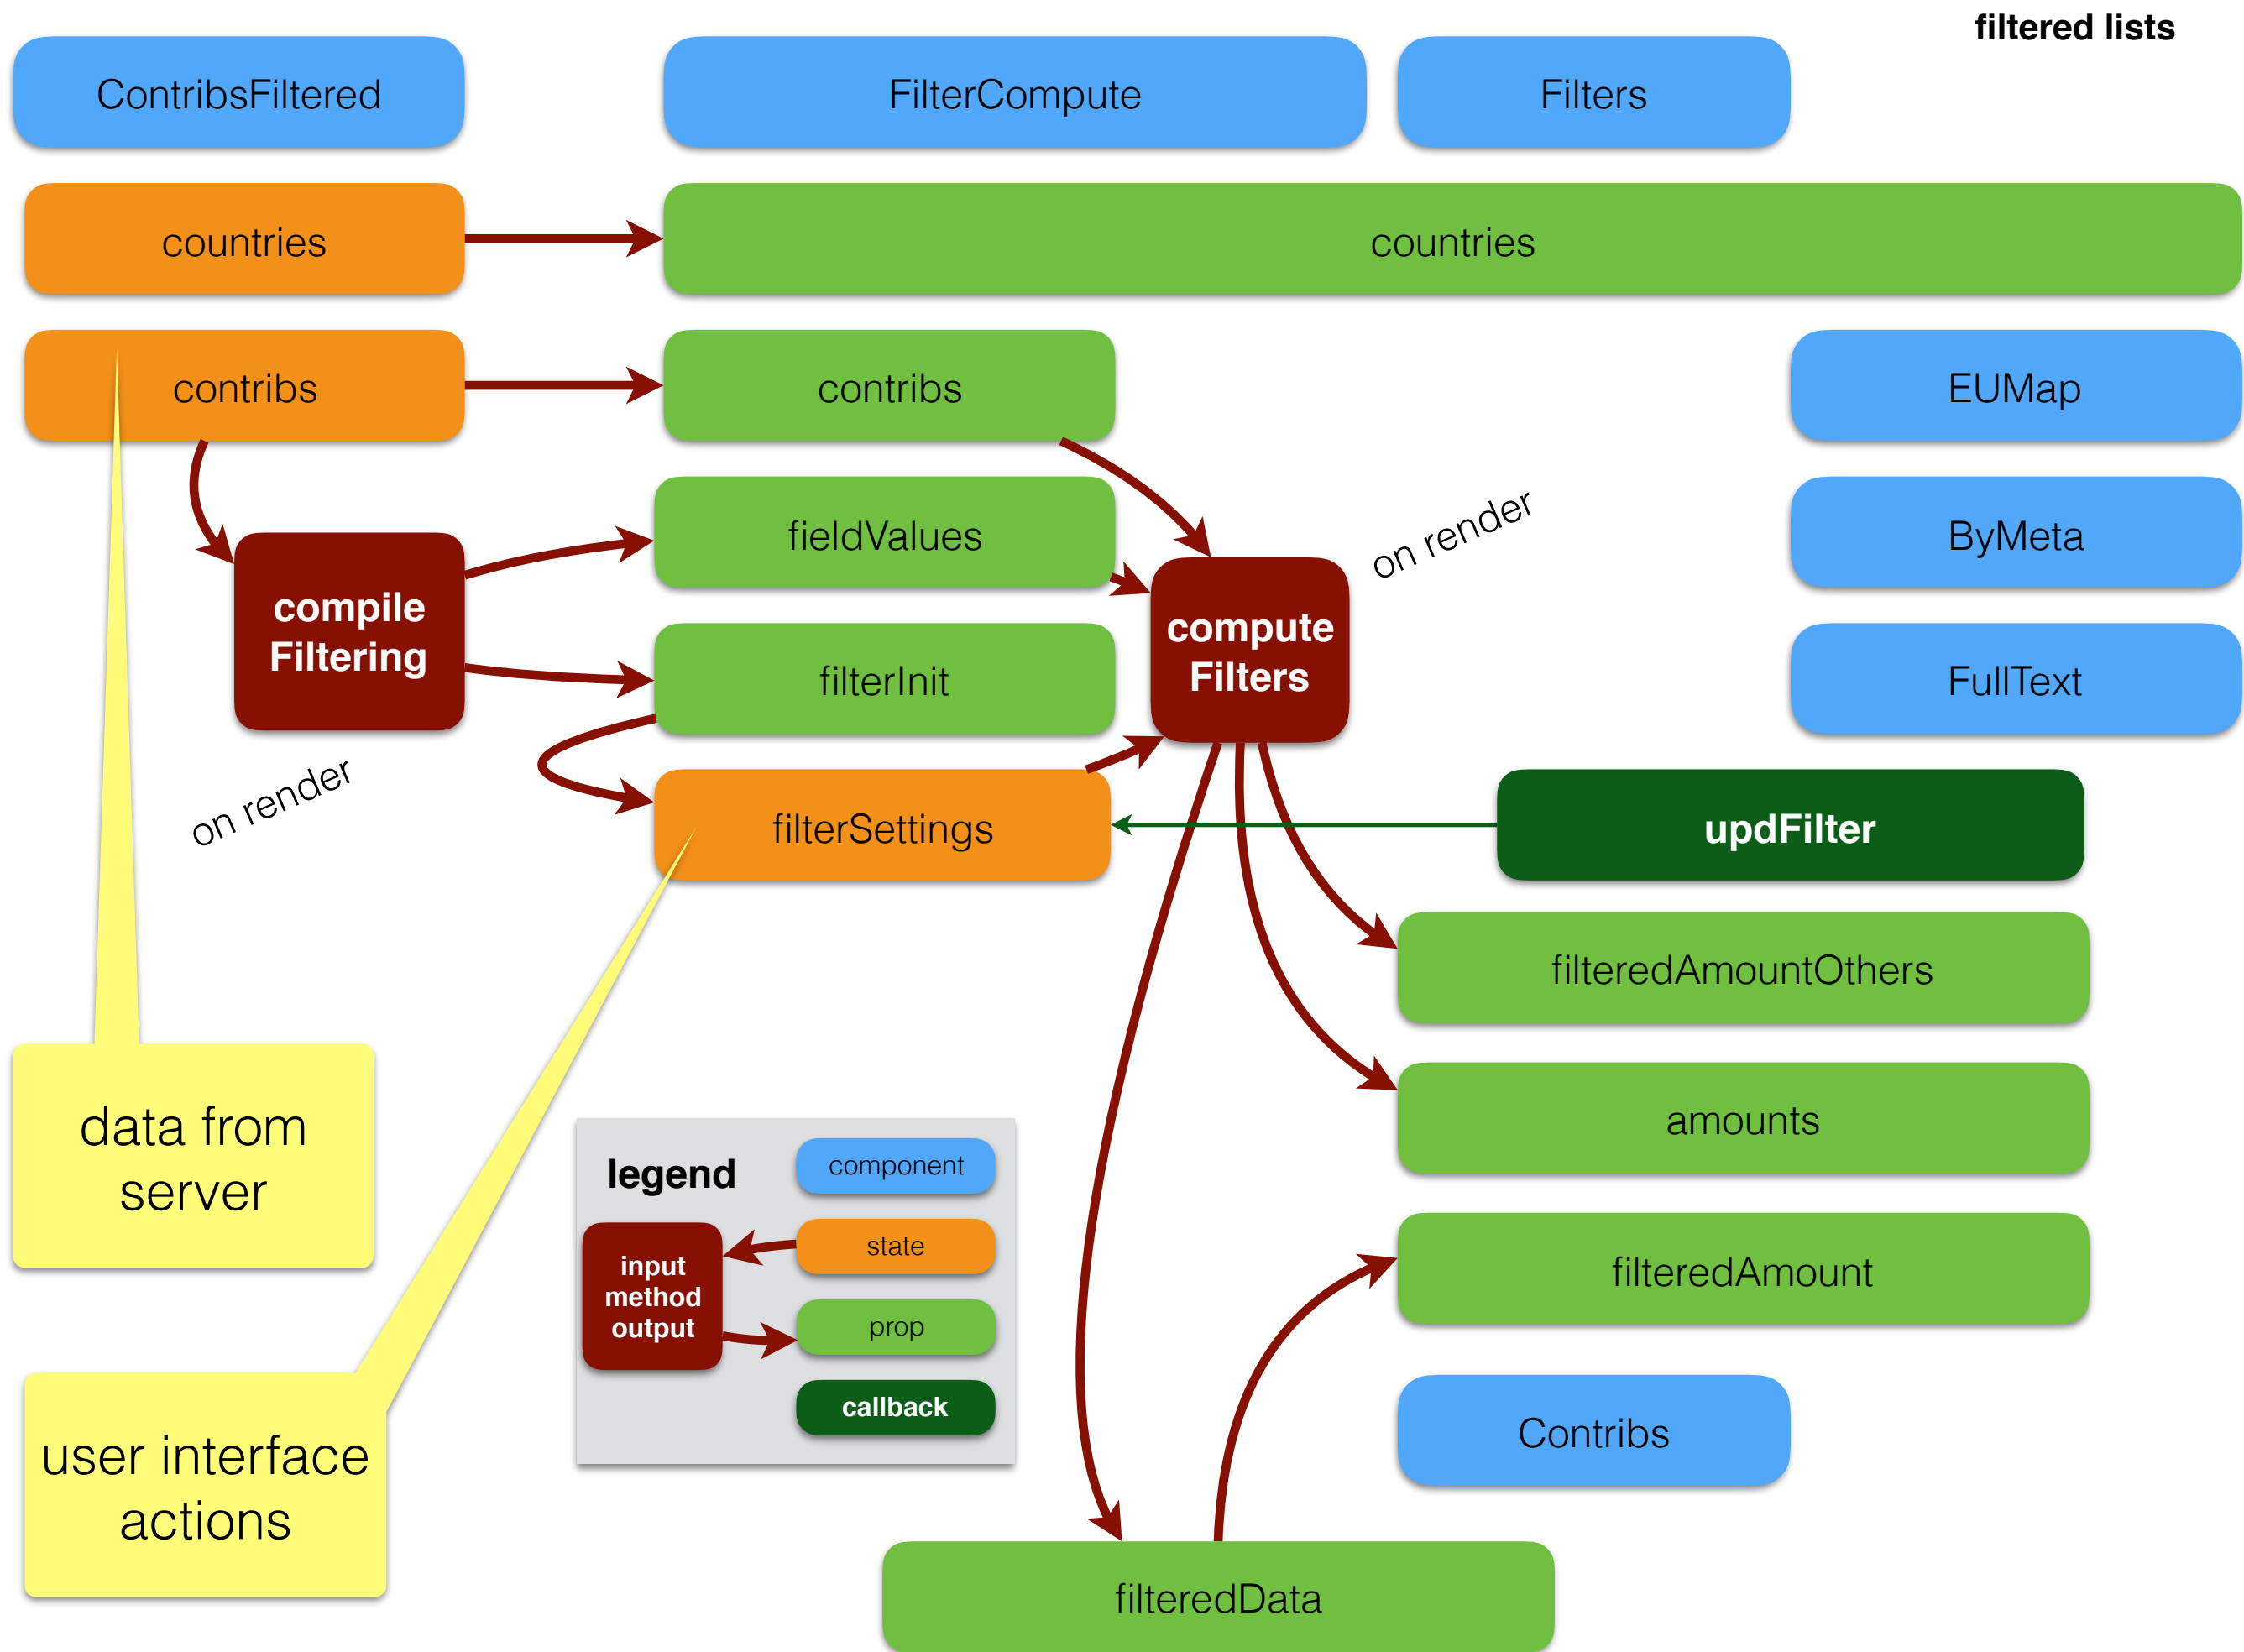 filtered lists
ContribsFiltered
FilterCompute
Filters
countries
countries
contribs
contribs
EUMap
fieldValues
on render
ByMeta
compile
Filtering
compute
Filters
filterInit
FullText
on render
filterSettings
updFilter
filteredAmountOthers
data from
server
amounts
legend
component
state
input
method
output
prop
callback
filteredAmount
user interface
actions
Contribs
filteredData